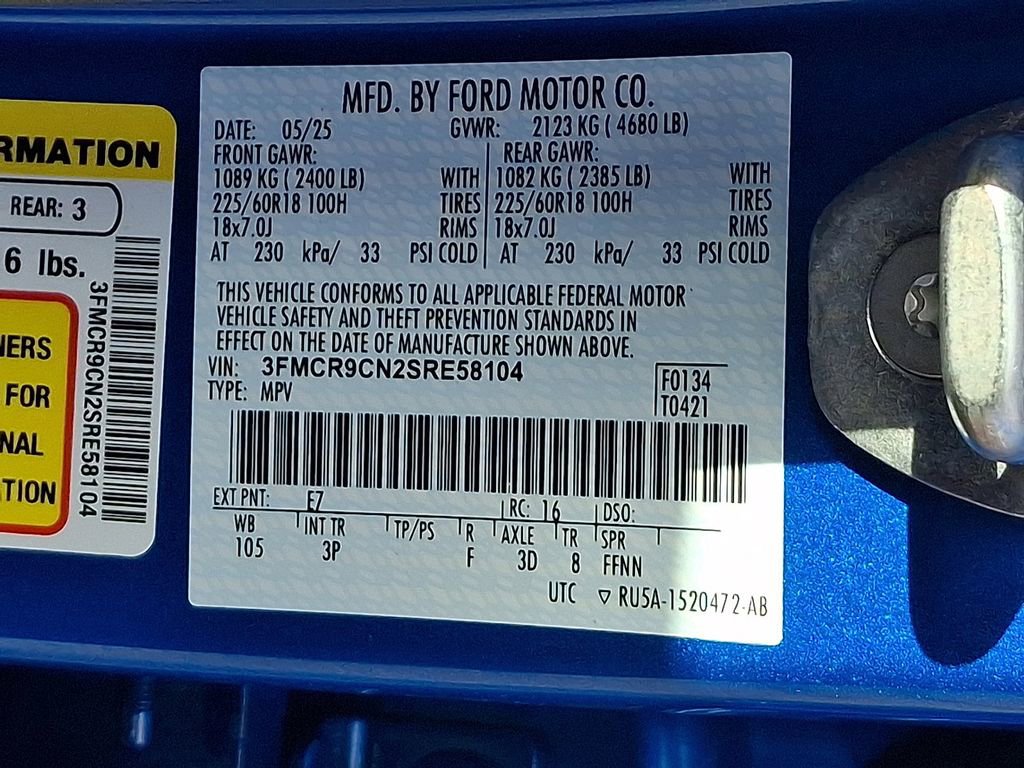 RMATION
REAR: 3
6 lbs.
NERS
FOR
NAL
TION
3FMCR9CN2SRE58104
MFD. BY FORD MOTOR CO.
DATE: 05/25 GVWR: 2123 KG ( 4680 LB)
FRONT GAWR: REAR GAWR:
1089 KG ( 2400 LB) WITH 1082 KG ( 2385 LB) WITH
225/60R18 100H TIRES 225/60R18 100H TIRES
18x7.0J RIMS 18x7.0J RIMS
AT 230 kPa/ 33 PSI COLD AT 230 kPa/ 33 PSI COLD
THIS VEHICLE CONFORMS TO ALL APPLICABLE FEDERAL MOTOR
VEHICLE SAFETY AND THEFT PREVENTION STANDARDS IN
EFFECT ON THE DATE OF MANUFACTURE SHOWN ABOVE.
VIN: 3FMCR9CN2SRE58104
TYPE: MPV
F0134
T0421
EXT PNT: E7 RC: 16 DSO:
WB INT TR TP/PS R AXLE TR SPR
105 3P F 3D 8 FFNN
UTC ▽ RU5A-1520472-AB